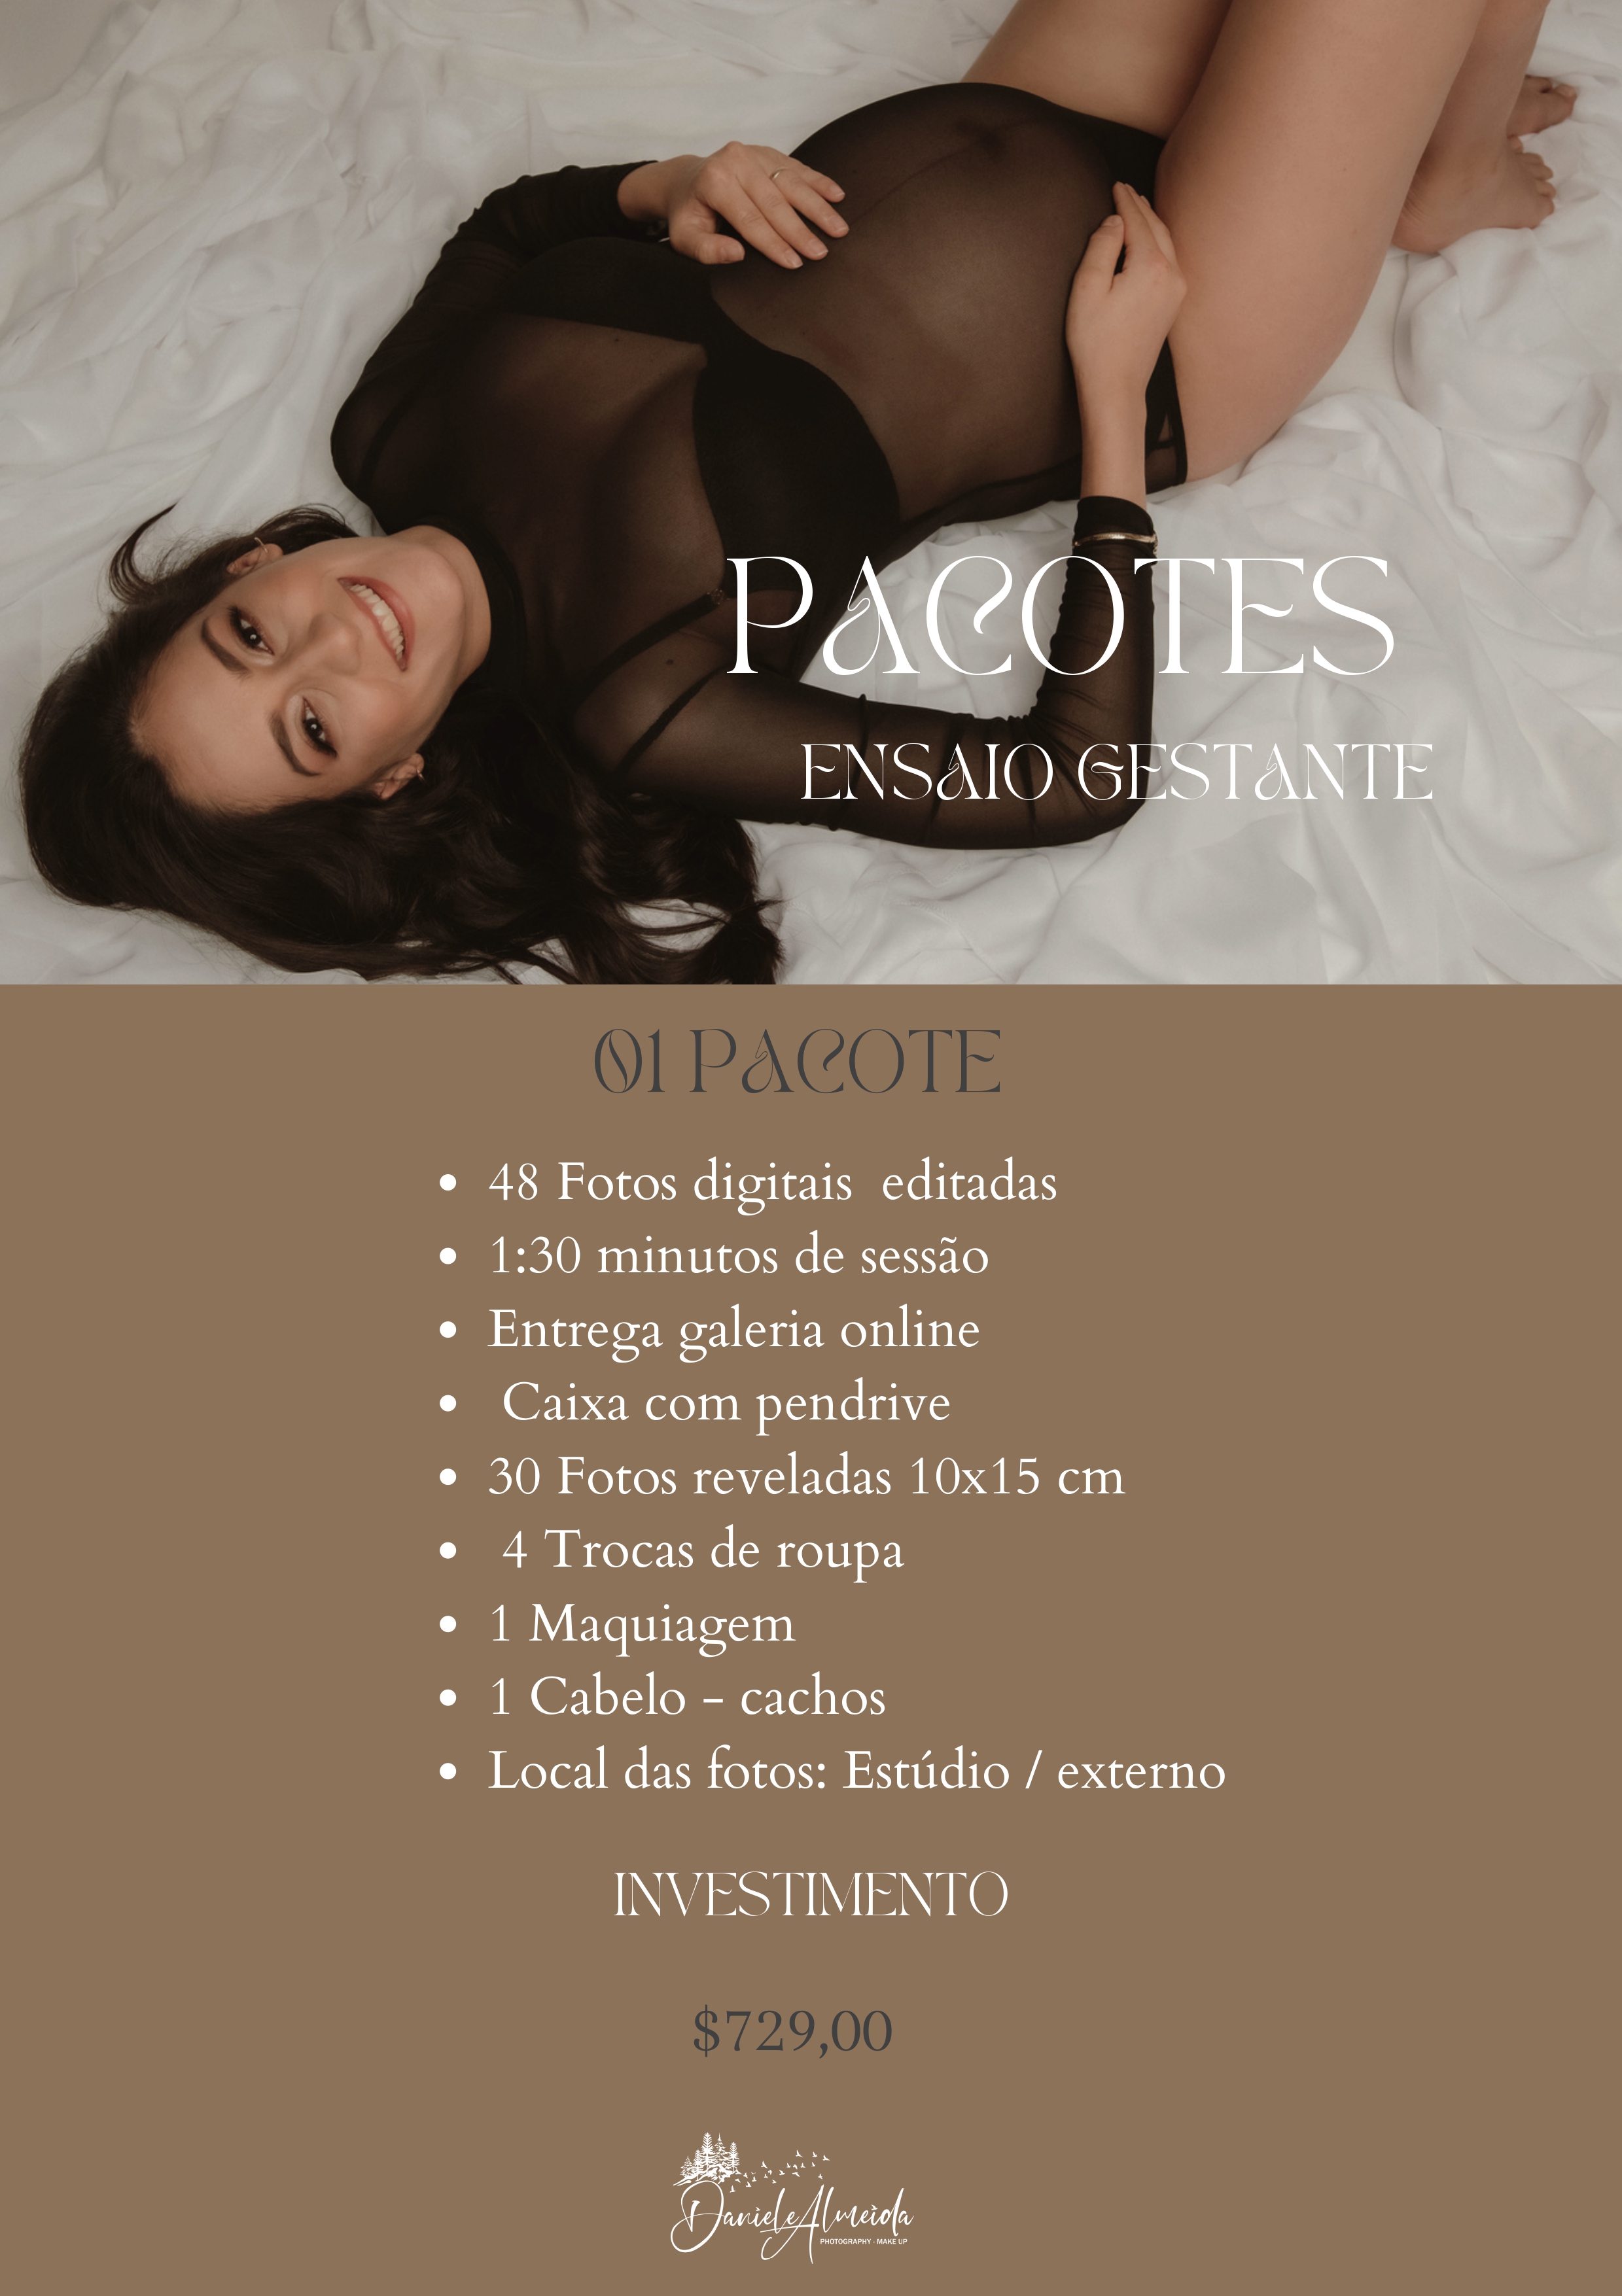 PACOTES
ENSAIO GESTANTE
01 PACOTE
• 48 Fotos digitais  editadas
• 1:30 minutos de sessão
• Entrega galeria online
• Caixa com pendrive
• 30 Fotos reveladas 10x15 cm
• 4 Trocas de roupa
• 1 Maquiagem
• 1 Cabelo - cachos
• Local das fotos: Estúdio / externo
INVESTIMENTO
$729,00
Daniele Almeida
PHOTOGRAPHY - MAKE UP